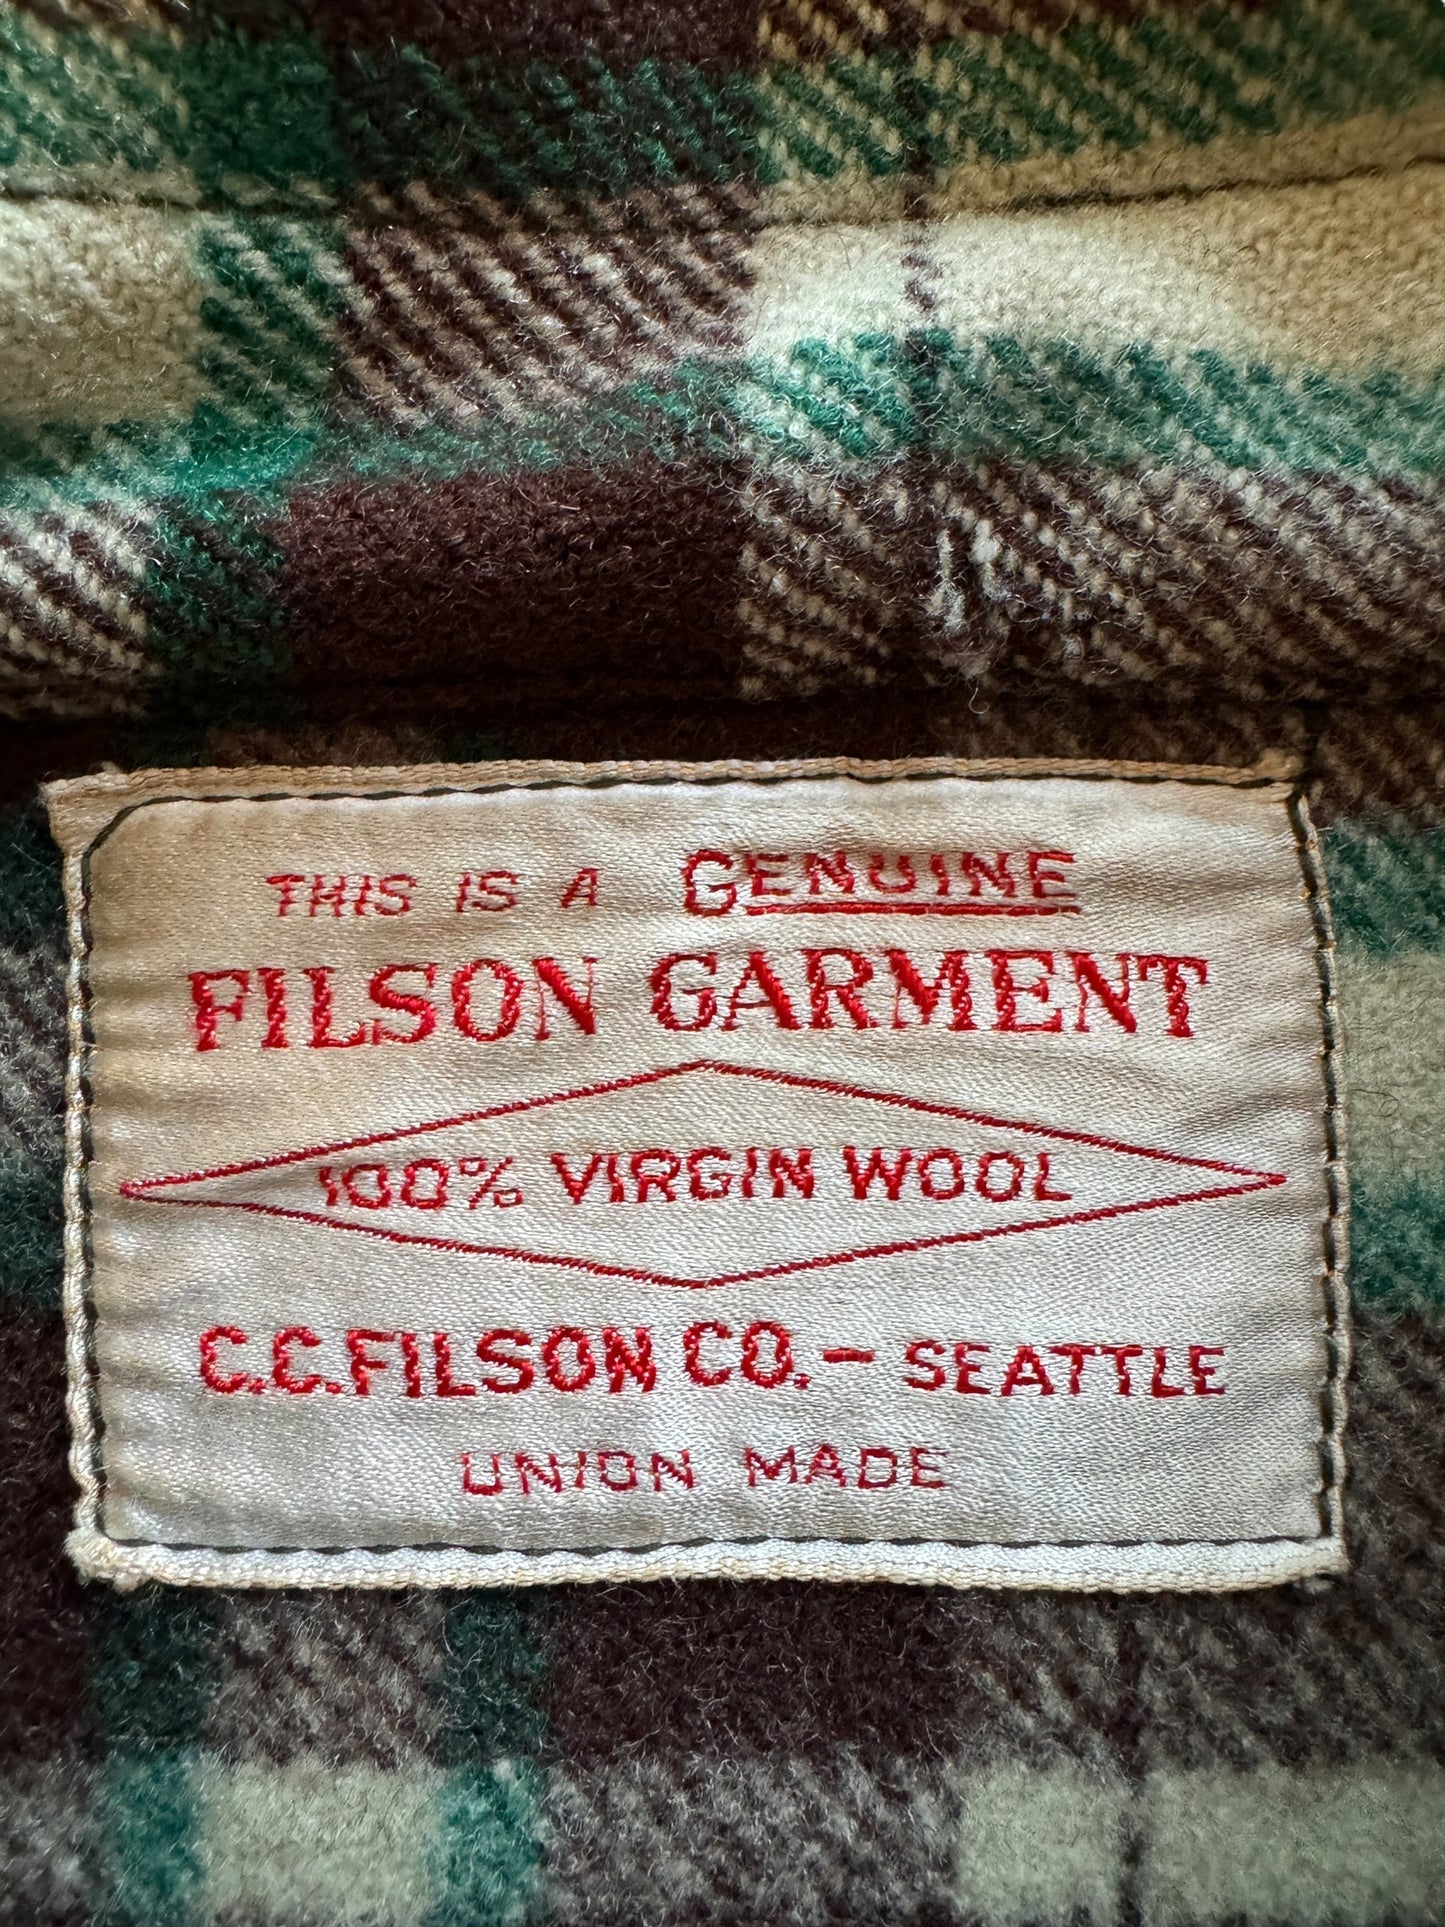 THIS IS A GENUINE
FILSON GARMENT
100% VIRGIN WOOL
C.C.FILSON CO.– SEATTLE
UNION MADE